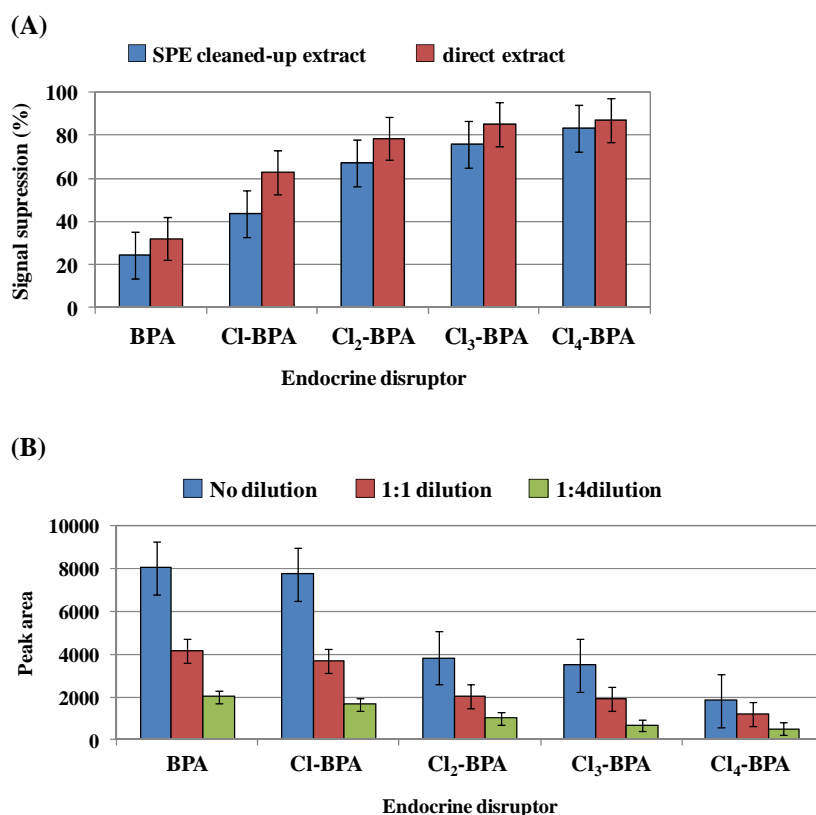 (A)
SPE cleaned-up extract direct extract
Signal supression (%)
100
80
60
40
20
0
BPA Cl-BPA Cl₂-BPA Cl₃-BPA Cl₄-BPA
Endocrine disruptor
(B)
No dilution 1:1 dilution 1:4dilution
Peak area
10000
8000
6000
4000
2000
0
BPA Cl-BPA Cl₂-BPA Cl₃-BPA Cl₄-BPA
Endocrine disruptor